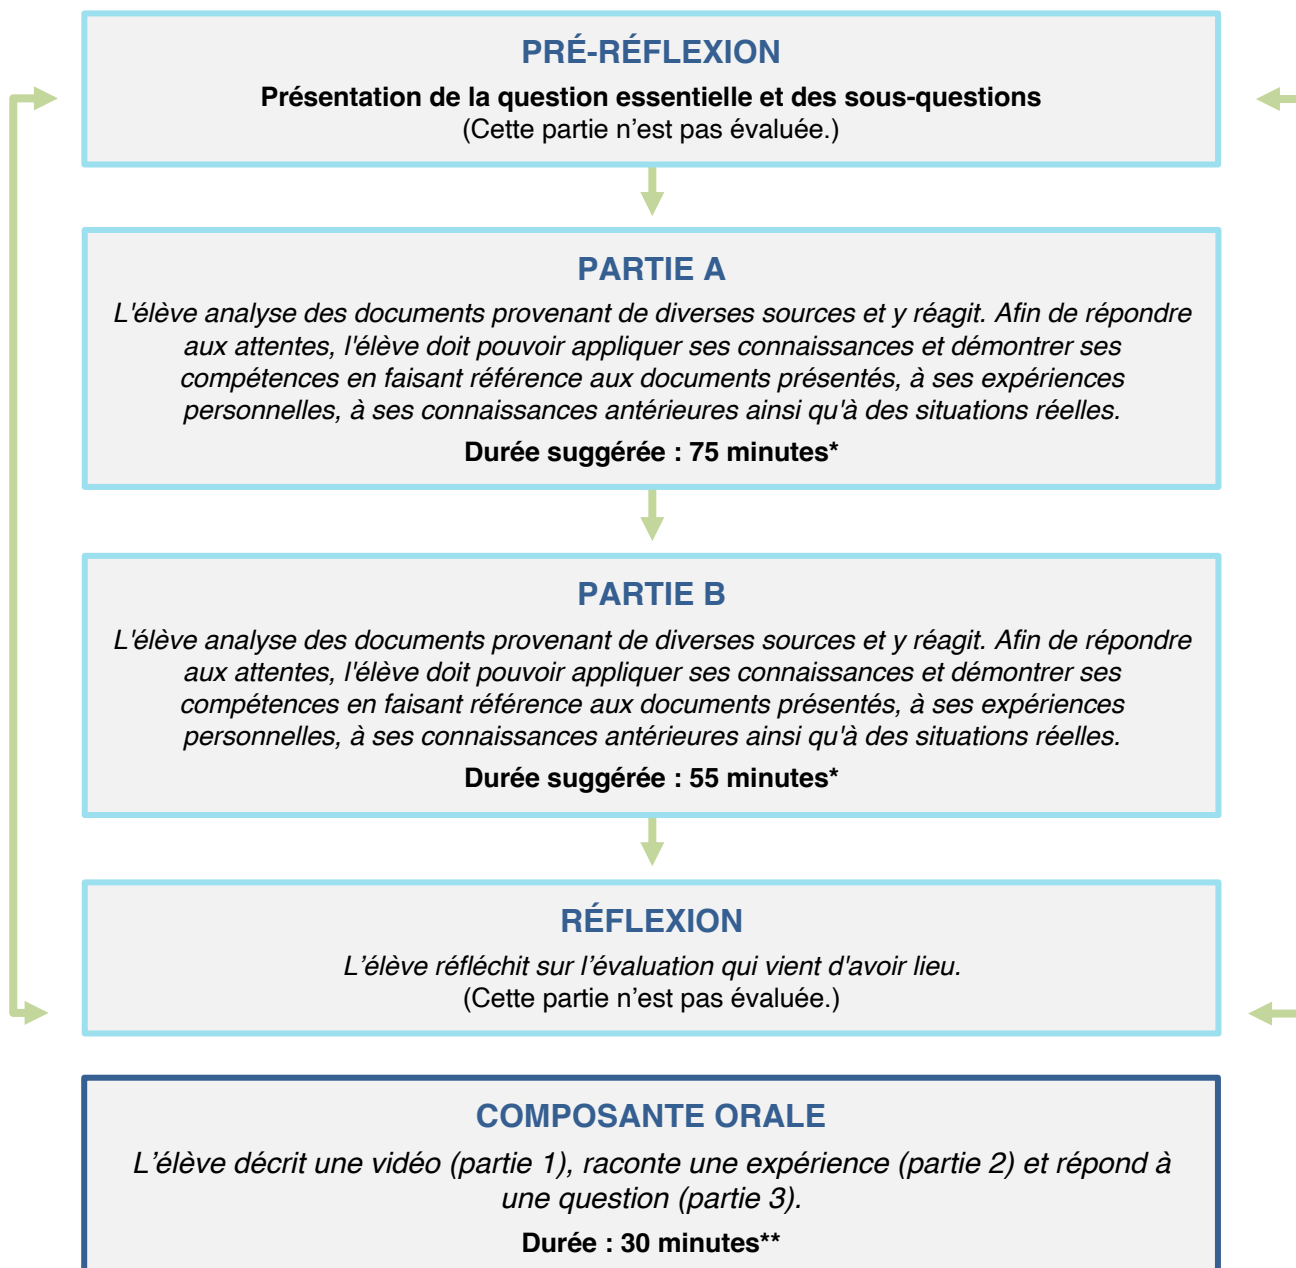 PRÉ-RÉFLEXION
Présentation de la question essentielle et des sous-questions
(Cette partie n’est pas évaluée.)
PARTIE A
L'élève analyse des documents provenant de diverses sources et y réagit. Afin de répondre
aux attentes, l'élève doit pouvoir appliquer ses connaissances et démontrer ses
compétences en faisant référence aux documents présentés, à ses expériences
personnelles, à ses connaissances antérieures ainsi qu'à des situations réelles.
Durée suggérée : 75 minutes*
PARTIE B
L'élève analyse des documents provenant de diverses sources et y réagit. Afin de répondre
aux attentes, l'élève doit pouvoir appliquer ses connaissances et démontrer ses
compétences en faisant référence aux documents présentés, à ses expériences
personnelles, à ses connaissances antérieures ainsi qu'à des situations réelles.
Durée suggérée : 55 minutes*
RÉFLEXION
L’élève réfléchit sur l’évaluation qui vient d'avoir lieu.
(Cette partie n’est pas évaluée.)
COMPOSANTE ORALE
L’élève décrit une vidéo (partie 1), raconte une expérience (partie 2) et répond à
une question (partie 3).
Durée : 30 minutes**